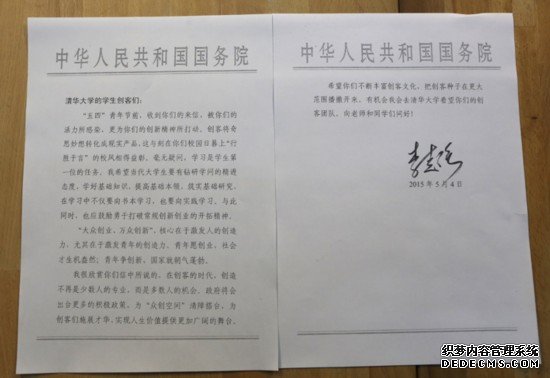 中华人民共和国国务院
清华大学的学生创客们:
“五四”青年节前,收到你们的来信,被你们的
活力所感染,更为你们的创新精神所打动。创客将奇
思妙想转化成现实产品,这与刻在你们校园日晷上“行
胜于言”的校风相得益彰。毫无疑问,学习是学生第
一位的任务,我希望当代大学生要有钻研学问的精进
态度,学好基础知识,提高基础本领,筑实基础研究。
在学习中不仅要向书本学习,也要向实践学习。与此
同时,也应鼓励勇于打破常规创新创业的开拓精神。
“大众创业、万众创新”,核心在于激发人的创造
力,尤其在于激发青年的创造力。青年愿创业,社会
才生机盎然;青年争创新,国家就朝气蓬勃。
我很欣赏你们信中所说的,在创客的时代,创造
不再是少数人的专业,而是多数人的机会。政府将会
出台更多的积极政策,为“众创空间”清障搭台,为
创客们施展才华、实现人生价值提供更加广阔的舞台。
中华人民共和国国务院
希望你们不断丰富创客文化,把创客种子在更大
范围播撒开来。有机会我会去清华大学看望你们的创
客团队。向老师和同学们问好!
李克强
2015年5月4日
织梦内容管理系统
DEDECMS.COM